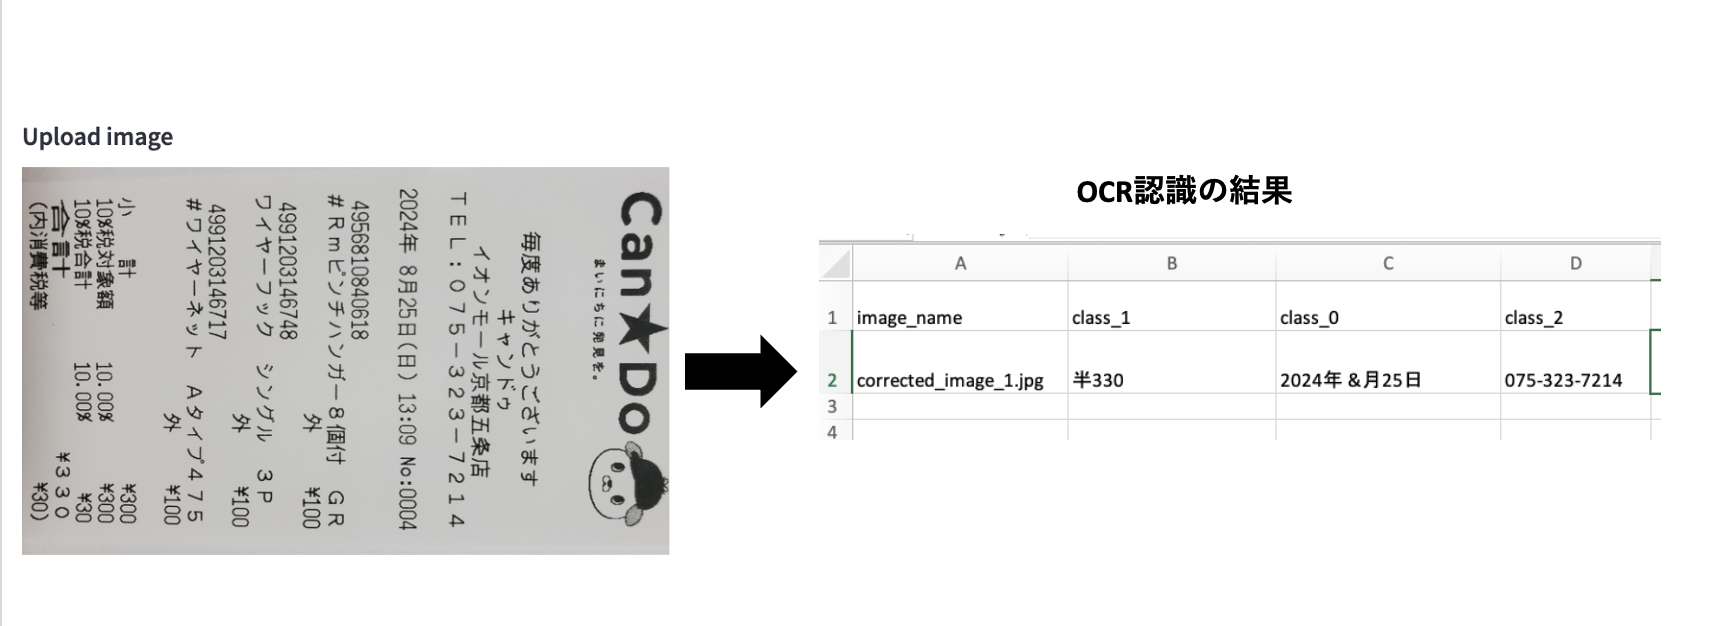 Upload image
Can★Do
まいにちに発見を。
毎度ありがとうございます
キャンドゥ
イオンモール京都五条店
TEL:075-323-7214
2024年 8月25日(日) 13:09 No:0004
4956810840618
#Rmピンチハンガー8個付 GR
外 ¥100
4991203146748
ワイヤーフック シングル 3P
外 ¥100
4991203146717
#ワイヤーネット Aタイプ475
外 ¥100
小 計 ¥300
10%税対象額 10.00% ¥300
10%税合計 10.00% ¥30
合計 ¥330
(内消費税等 ¥30)
OCR認識の結果
A B C D
1 image_name class_1 class_0 class_2
2 corrected_image_1.jpg 半330 2024年 &月25日 075-323-7214
3
4